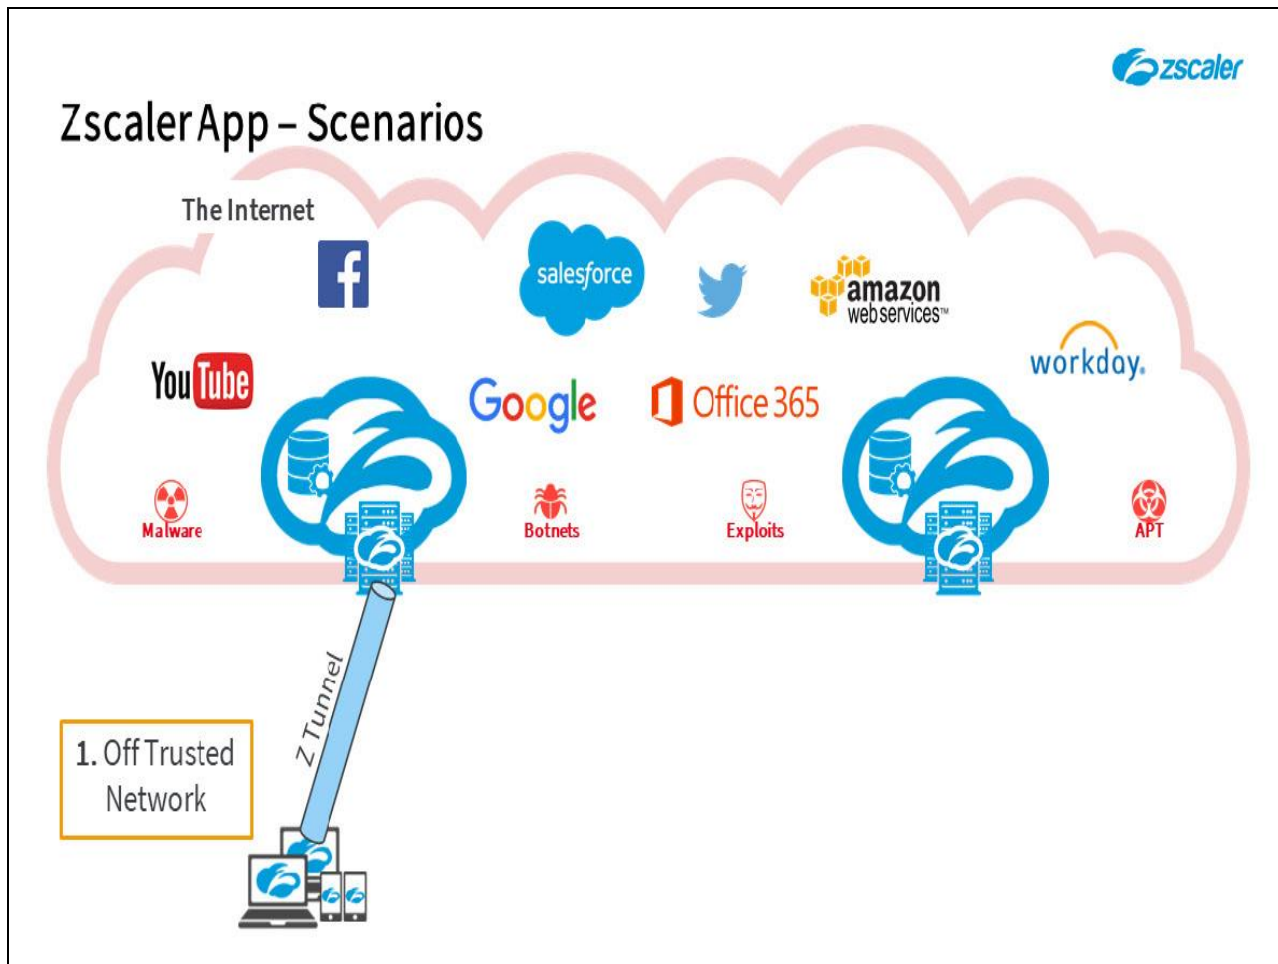 zscaler
Zscaler App – Scenarios
The Internet
f
salesforce
amazon
web services™
workday.
YouTube
Google
Office 365
Malware
Botnets
Exploits
APT
Z Tunnel
1. Off Trusted
Network